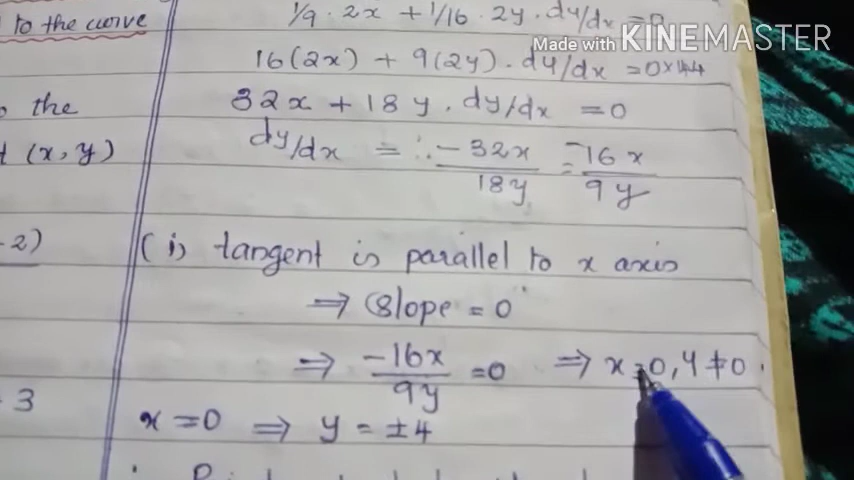 to the curve
1/9 · 2x + 1/16 · 2y · dy/dx = 0
Made with KINEMASTER
16(2x) + 9(2y) · dy/dx = 0×144
32x + 18y · dy/dx = 0
the
(x, y)
dy/dx = ∴ -32x/18y = -16x/9y
2)
(i) tangent is parallel to x axis
⇒ Slope = 0
⇒ -16x/9y = 0 ⇒ x = 0, y ≠ 0.
3
x = 0 ⇒ y = ±4